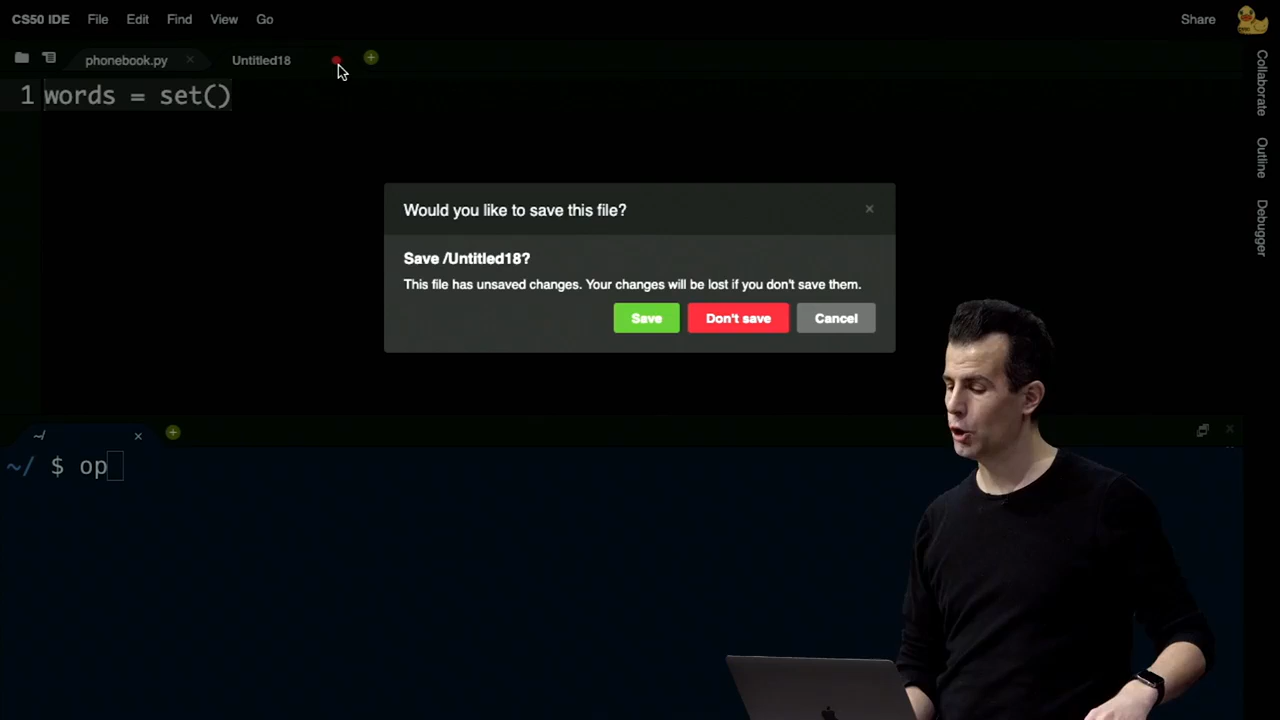 CS50 IDE File Edit Find View Go Share
phonebook.py Untitled18
1 words = set()
Collaborate
Outline
Debugger
Would you like to save this file?
Save /Untitled18?
This file has unsaved changes. Your changes will be lost if you don't save them.
Save Don't save Cancel
~/
~/ $ op